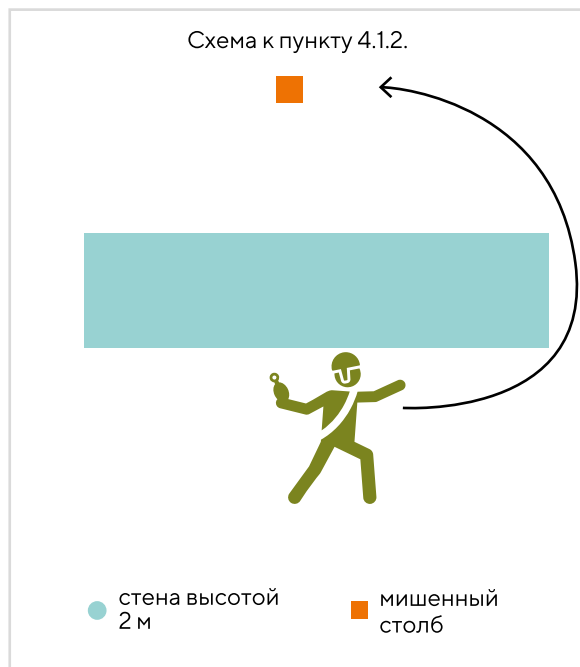 Схема к пункту 4.1.2.
стена высотой
2 м
мишенный
столб